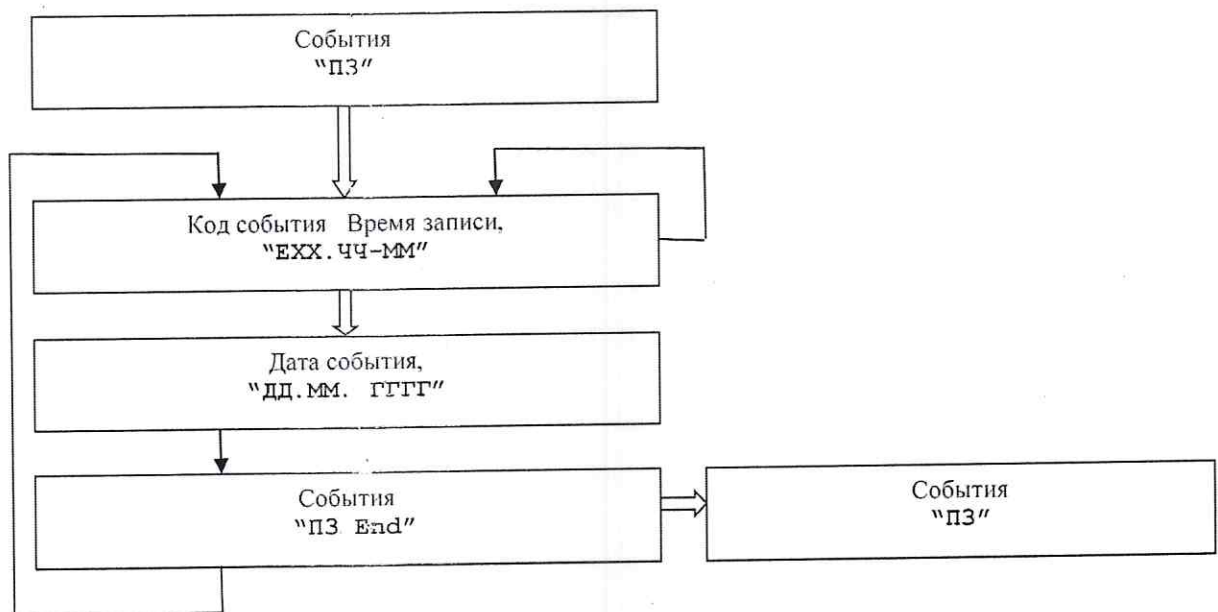 События
“ПЗ”
Код события Время записи,
“EXX.ЧЧ-ММ”
Дата события,
“ДД.ММ. ГГГГ”
События
“ПЗ End”
События
“ПЗ”